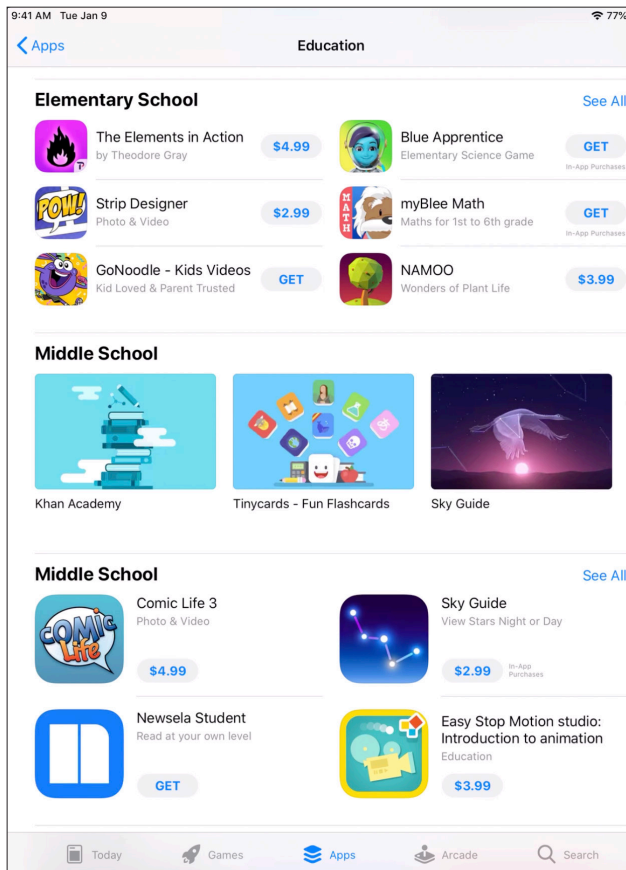 9:41 AM Tue Jan 9
77%
Apps
Education
Elementary School
See All
The Elements in Action
by Theodore Gray
$4.99
Blue Apprentice
Elementary Science Game
GET
In-App Purchases
POW!
Strip Designer
Photo & Video
$2.99
MATH
myBlee Math
Maths for 1st to 6th grade
GET
In-App Purchases
GoNoodle - Kids Videos
Kid Loved & Parent Trusted
GET
NAMOO
Wonders of Plant Life
$3.99
Middle School
Khan Academy
Tinycards - Fun Flashcards
Sky Guide
Middle School
See All
COMIC
Life
Comic Life 3
Photo & Video
$4.99
Sky Guide
View Stars Night or Day
$2.99
In-App
Purchases
Newsela Student
Read at your own level
GET
Easy Stop Motion studio:
Introduction to animation
Education
$3.99
Today
Games
Apps
Arcade
Search